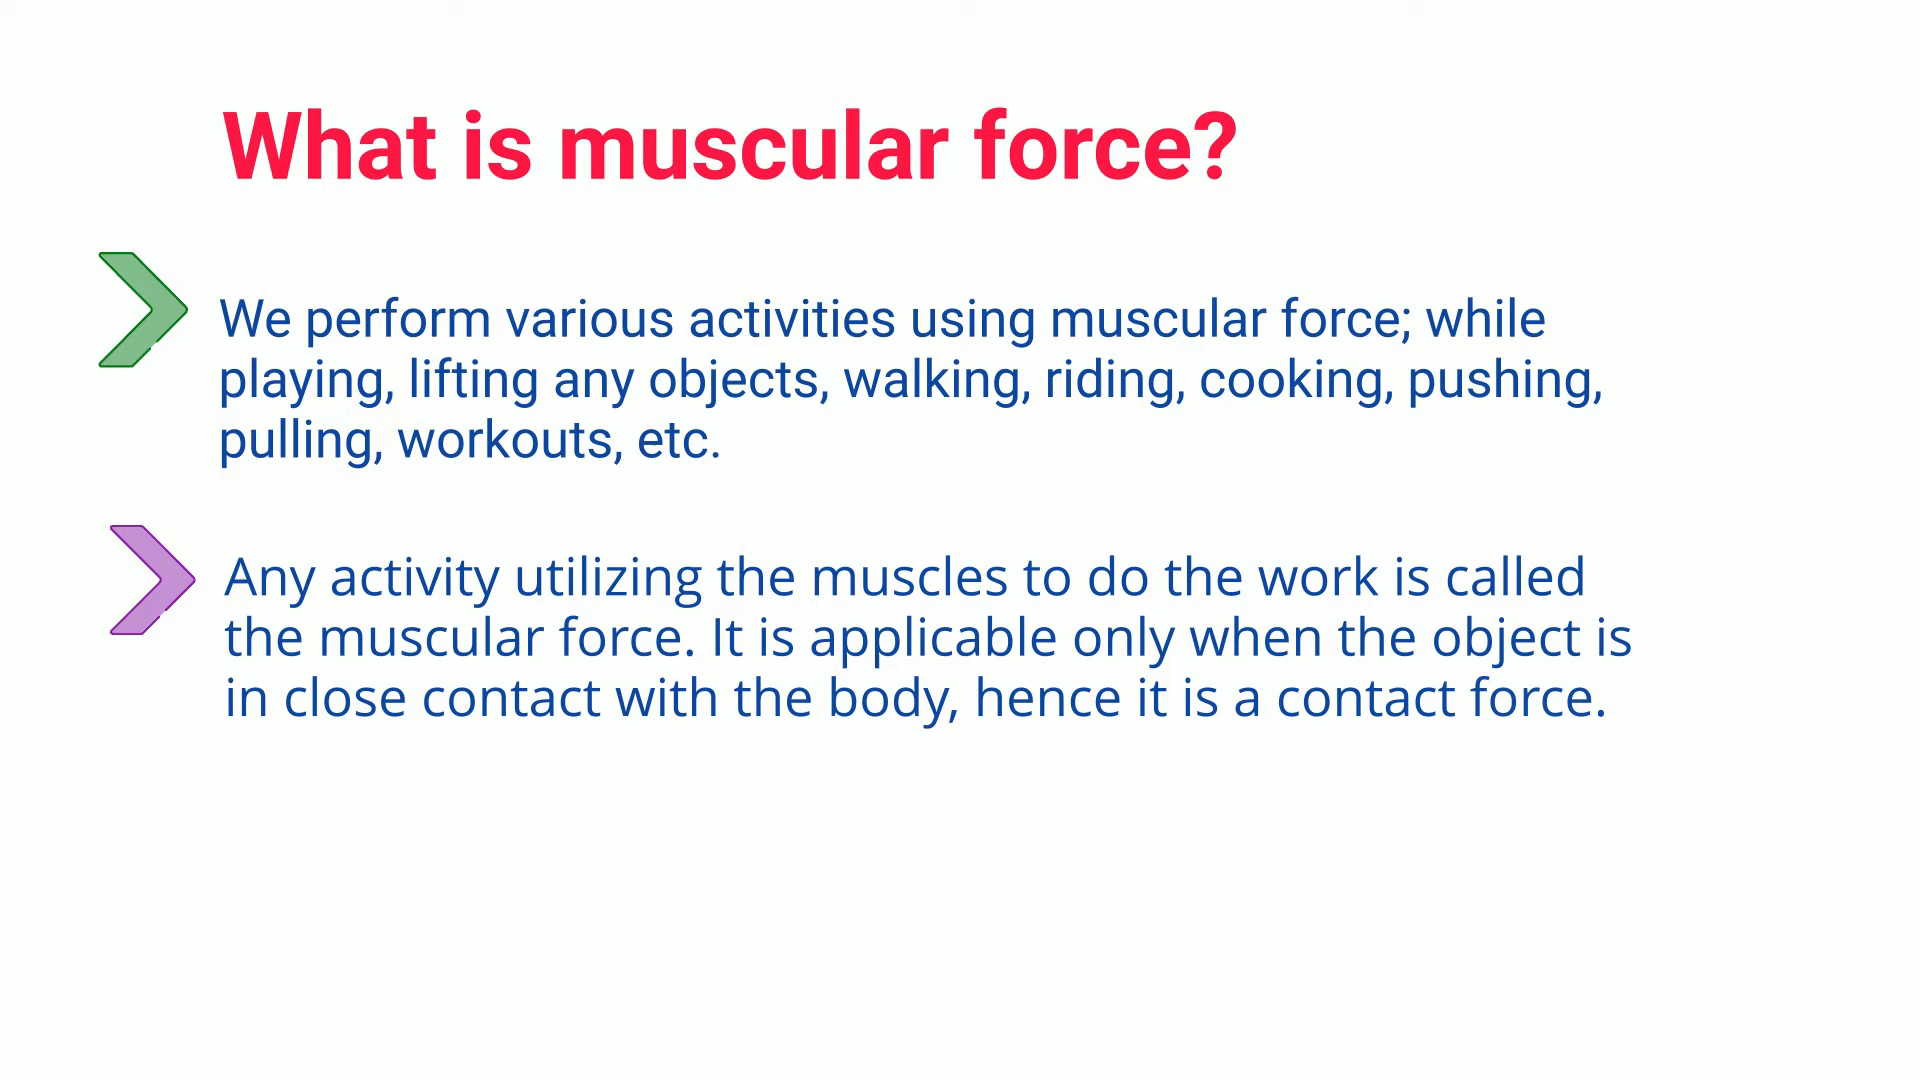 What is muscular force?
We perform various activities using muscular force; while
playing, lifting any objects, walking, riding, cooking, pushing,
pulling, workouts, etc.
Any activity utilizing the muscles to do the work is called
the muscular force. It is applicable only when the object is
in close contact with the body, hence it is a contact force.